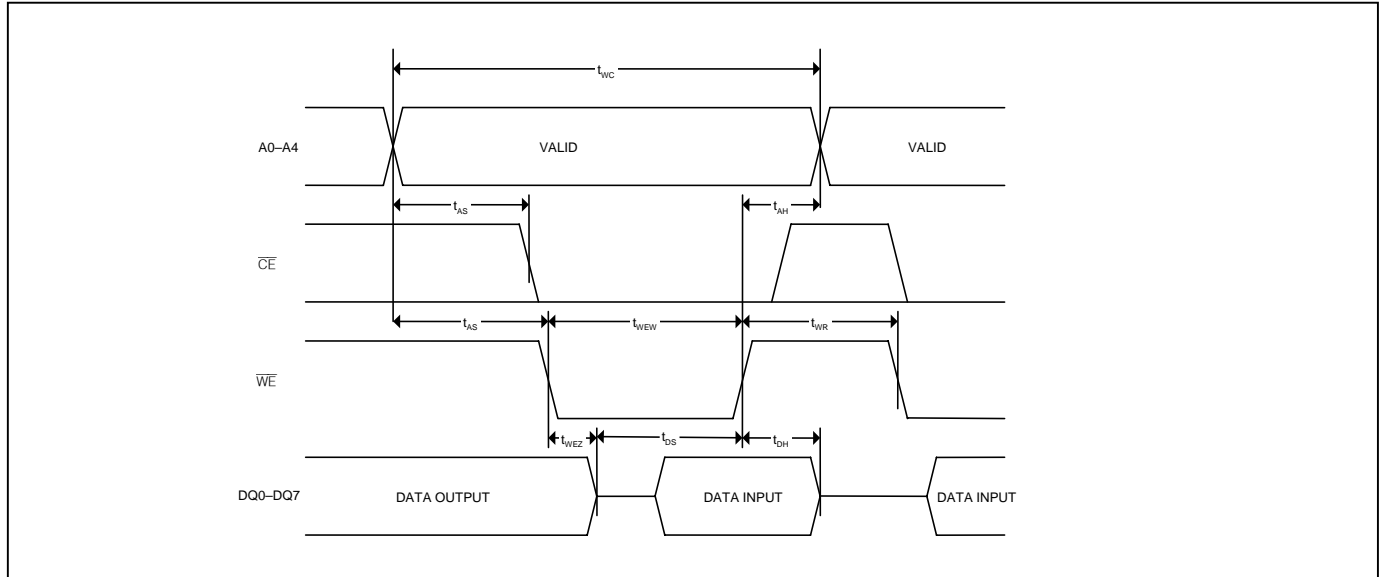 tWC
A0–A4 VALID VALID
tAS tAH
CE
tAS tWEW tWR
WE
tWEZ tDS tDH
DQ0–DQ7 DATA OUTPUT DATA INPUT DATA INPUT